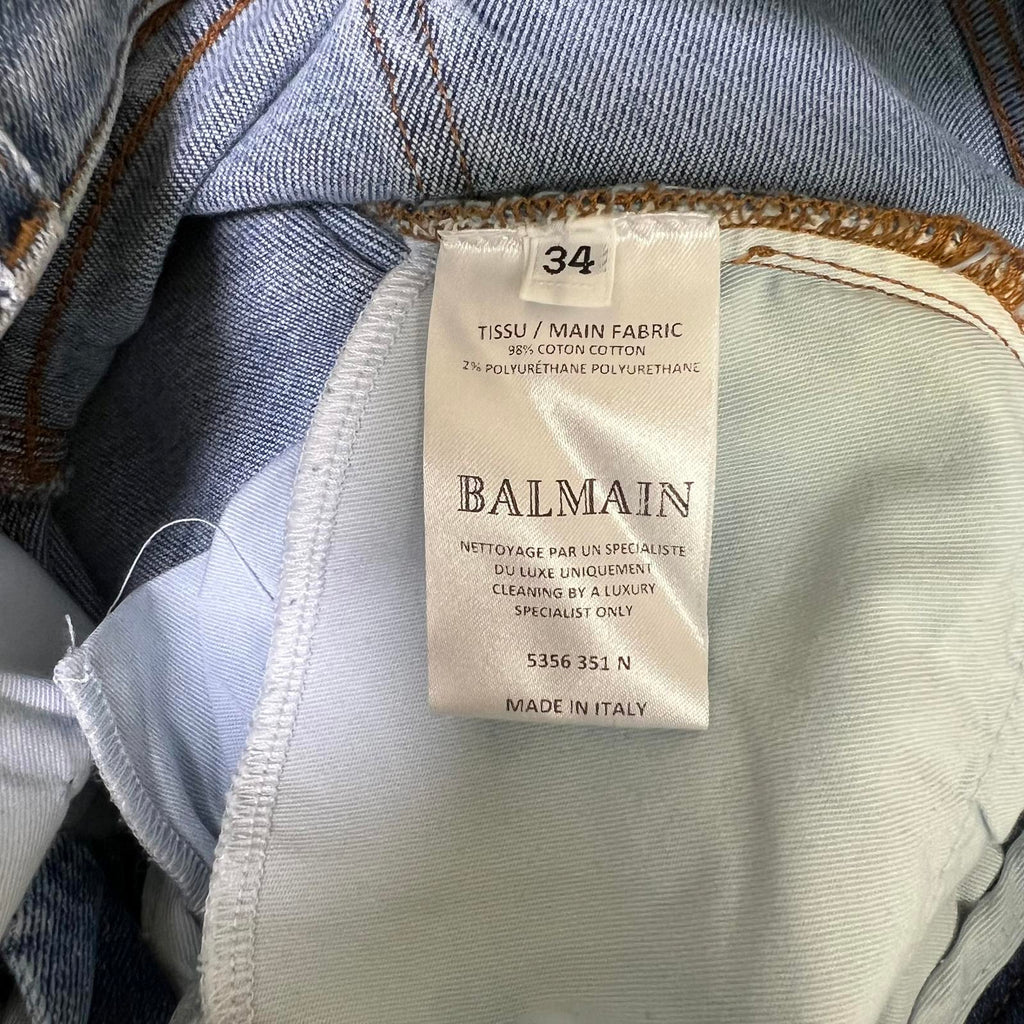 34
TISSU / MAIN FABRIC
98% COTON COTTON
2% POLYURÉTHANE POLYURETHANE
BALMAIN
NETTOYAGE PAR UN SPECIALISTE
DU LUXE UNIQUEMENT
CLEANING BY A LUXURY
SPECIALIST ONLY
5356 351 N
MADE IN ITALY